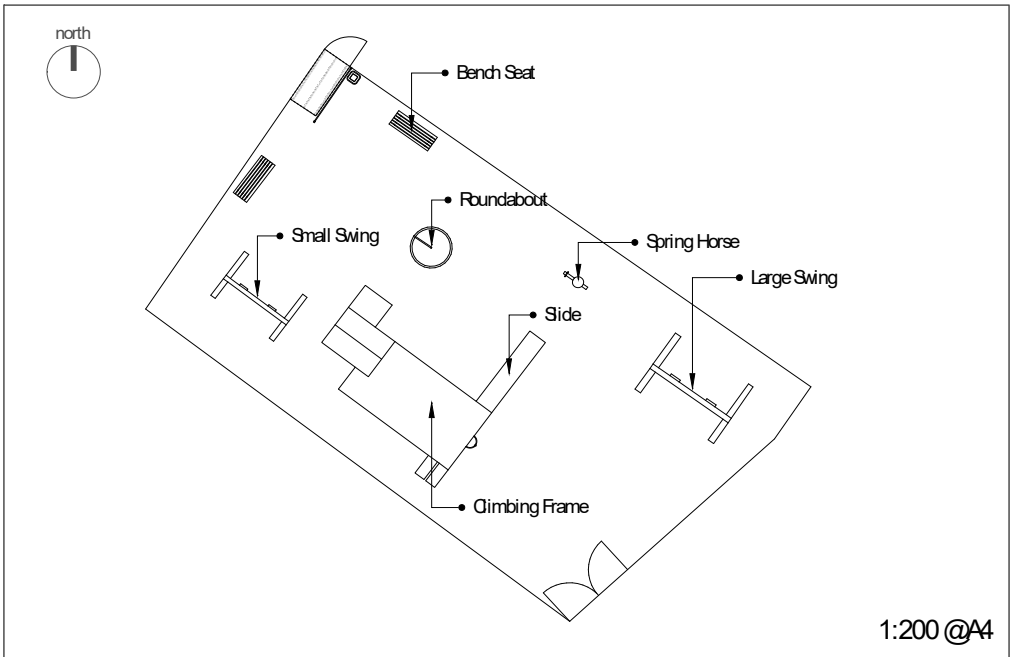 north
Bench Seat
Roundabout
Small Swing
Spring Horse
Large Swing
Slide
Climbing Frame
1:200 @A4